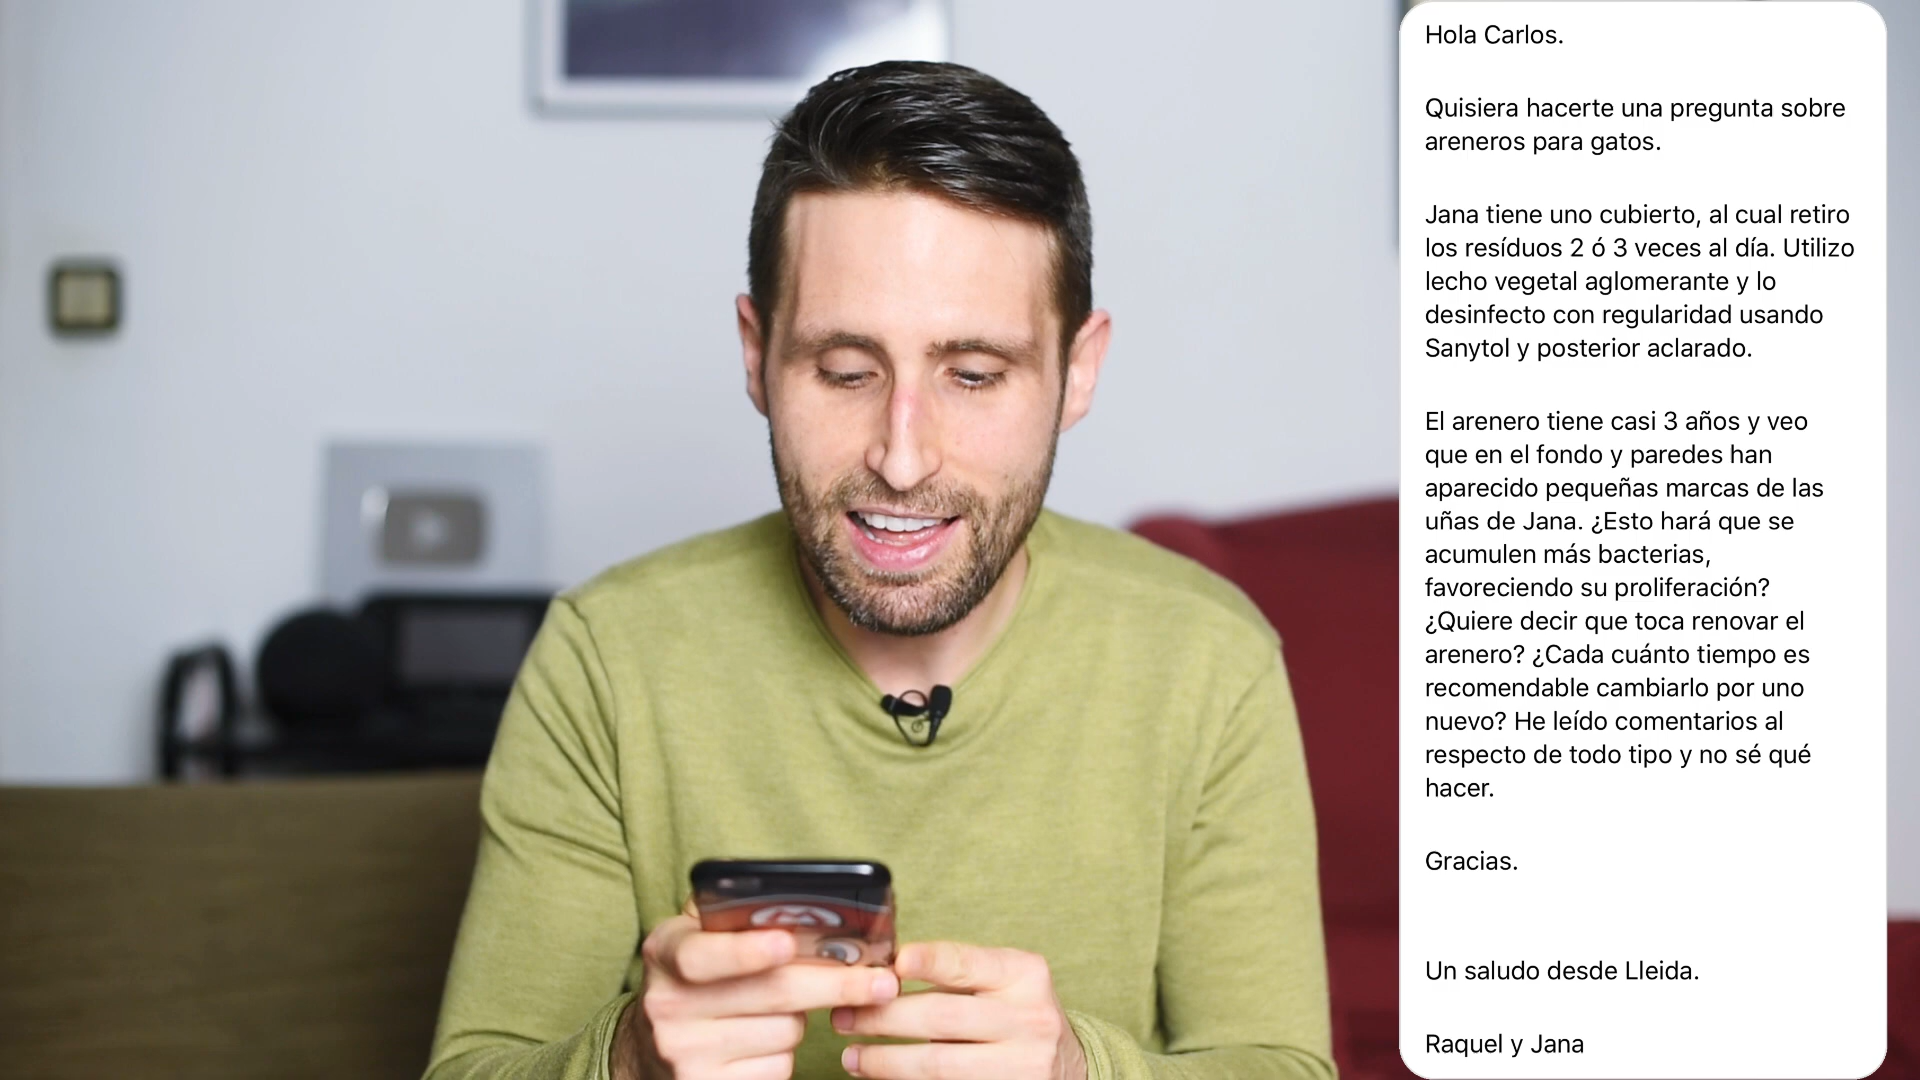 Hola Carlos.
Quisiera hacerte una pregunta sobre
areneros para gatos.
Jana tiene uno cubierto, al cual retiro
los resíduos 2 ó 3 veces al día. Utilizo
lecho vegetal aglomerante y lo
desinfecto con regularidad usando
Sanytol y posterior aclarado.
El arenero tiene casi 3 años y veo
que en el fondo y paredes han
aparecido pequeñas marcas de las
uñas de Jana. ¿Esto hará que se
acumulen más bacterias,
favoreciendo su proliferación?
¿Quiere decir que toca renovar el
arenero? ¿Cada cuánto tiempo es
recomendable cambiarlo por uno
nuevo? He leído comentarios al
respecto de todo tipo y no sé qué
hacer.
Gracias.
Un saludo desde Lleida.
Raquel y Jana